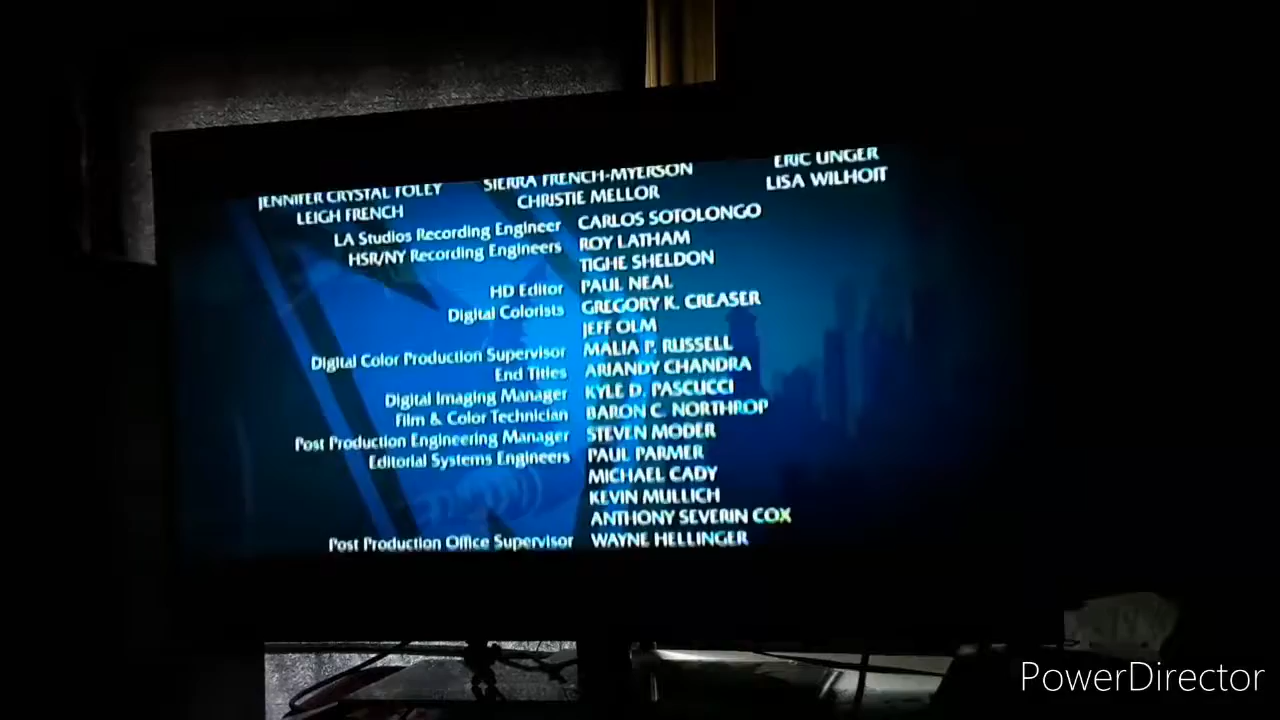 JENNIFER CRYSTAL FOLEY SIERRA FRENCH-MYERSON ERIC UNGER
LEIGH FRENCH CHRISTIE MELLOR LISA WILHOIT
LA Studios Recording Engineer CARLOS SOTOLONGO
HSR/NY Recording Engineers ROY LATHAM
TIGHE SHELDON
HD Editor PAUL NEAL
Digital Colorists GREGORY K. CREASER
JEFF OLM
Digital Color Production Supervisor MALIA P. RUSSELL
End Titles ARIANDY CHANDRA
Digital Imaging Manager KYLE D. PASCUCCI
Film & Color Technician BARON C. NORTHROP
Post Production Engineering Manager STEVEN MODER
Editorial Systems Engineers PAUL PARMER
MICHAEL CADY
KEVIN MULLICH
ANTHONY SEVERIN COX
Post Production Office Supervisor WAYNE HELLINGER
PowerDirector